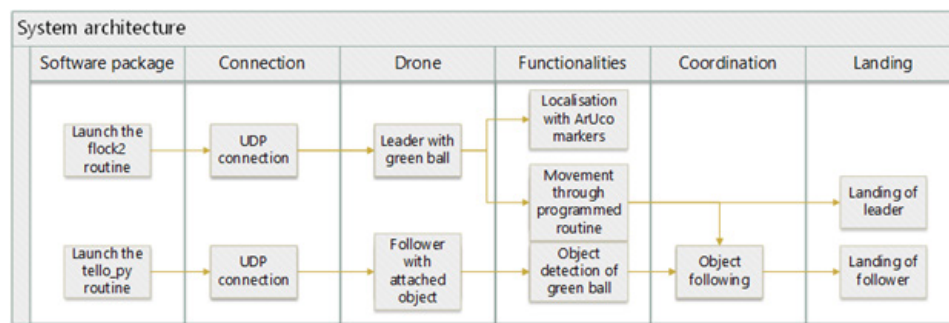 System architecture
Software package
Connection
Drone
Functionalities
Coordination
Landing
Launch the
flock2
routine
UDP
connection
Leader with
green ball
Localisation
with ArUco
markers
Movement
through
programmed
routine
Landing of
leader
Launch the
tello_py
routine
UDP
connection
Follower
with
attached
object
Object
detection of
green ball
Object
following
Landing of
follower